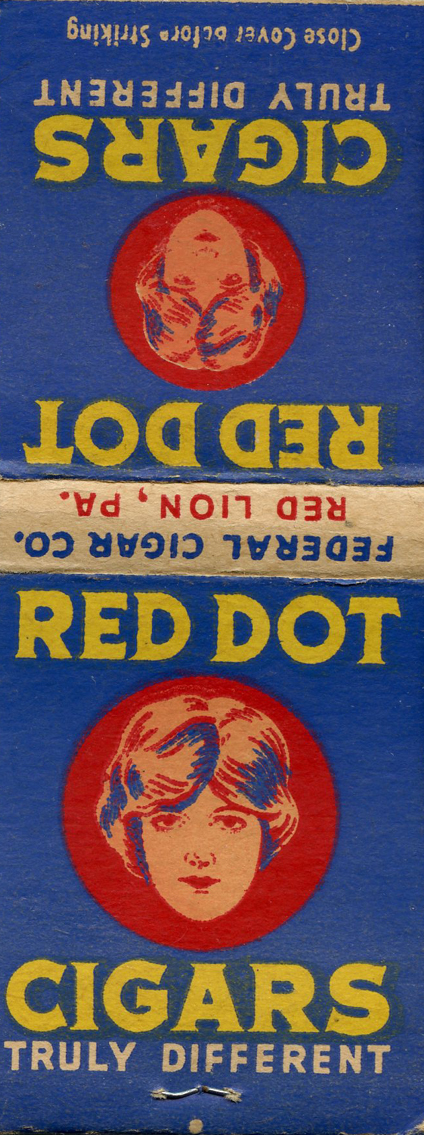 Close Cover before Striking
TRULY DIFFERENT
CIGARS
RED DOT
RED LION, PA.
FEDERAL CIGAR CO.
RED DOT
CIGARS
TRULY DIFFERENT